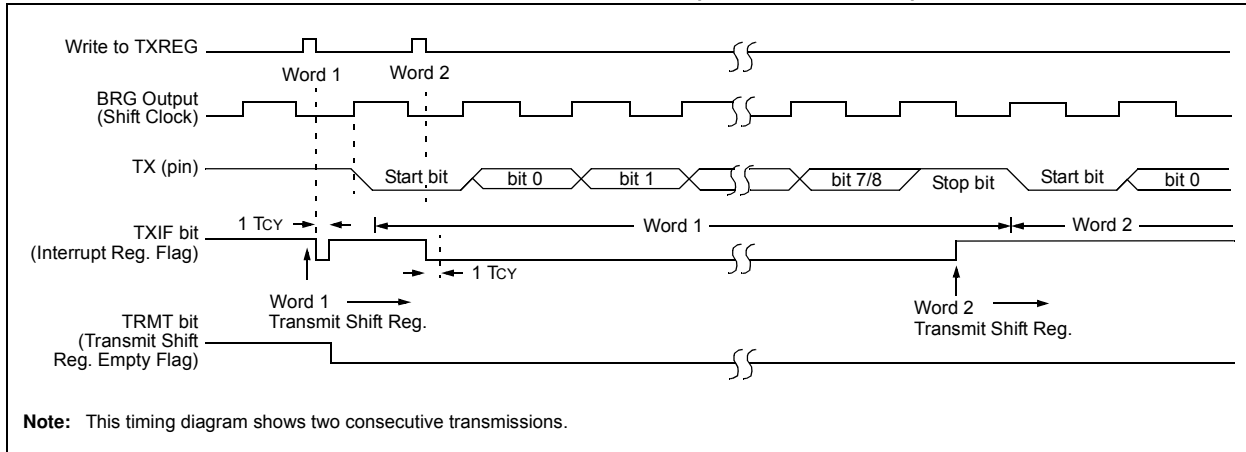 Write to TXREG
Word 1
Word 2
BRG Output
(Shift Clock)
TX (pin)
Start bit
bit 0
bit 1
bit 7/8
Stop bit
Start bit
bit 0
1 TCY
Word 1
Word 2
TXIF bit
(Interrupt Reg. Flag)
1 TCY
Word 1
Transmit Shift Reg.
Word 2
Transmit Shift Reg.
TRMT bit
(Transmit Shift
Reg. Empty Flag)
Note: This timing diagram shows two consecutive transmissions.